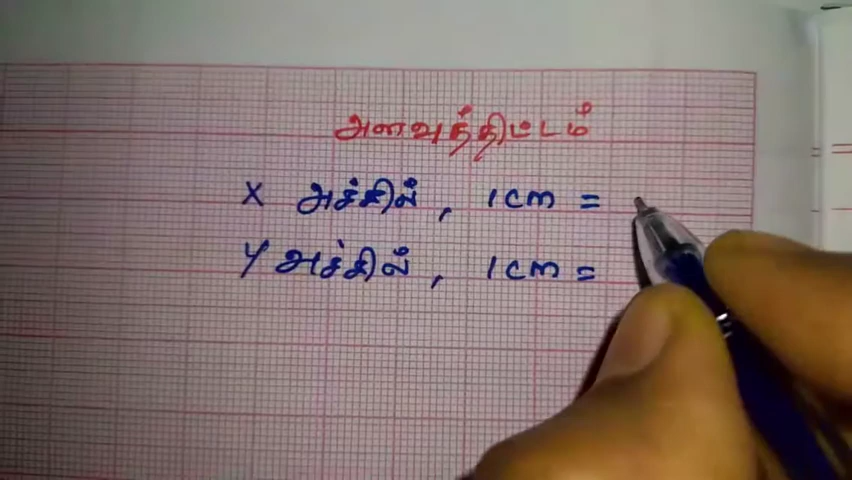 அளவுத்திட்டம்
X அச்சில், 1cm =
y அச்சில், 1cm =